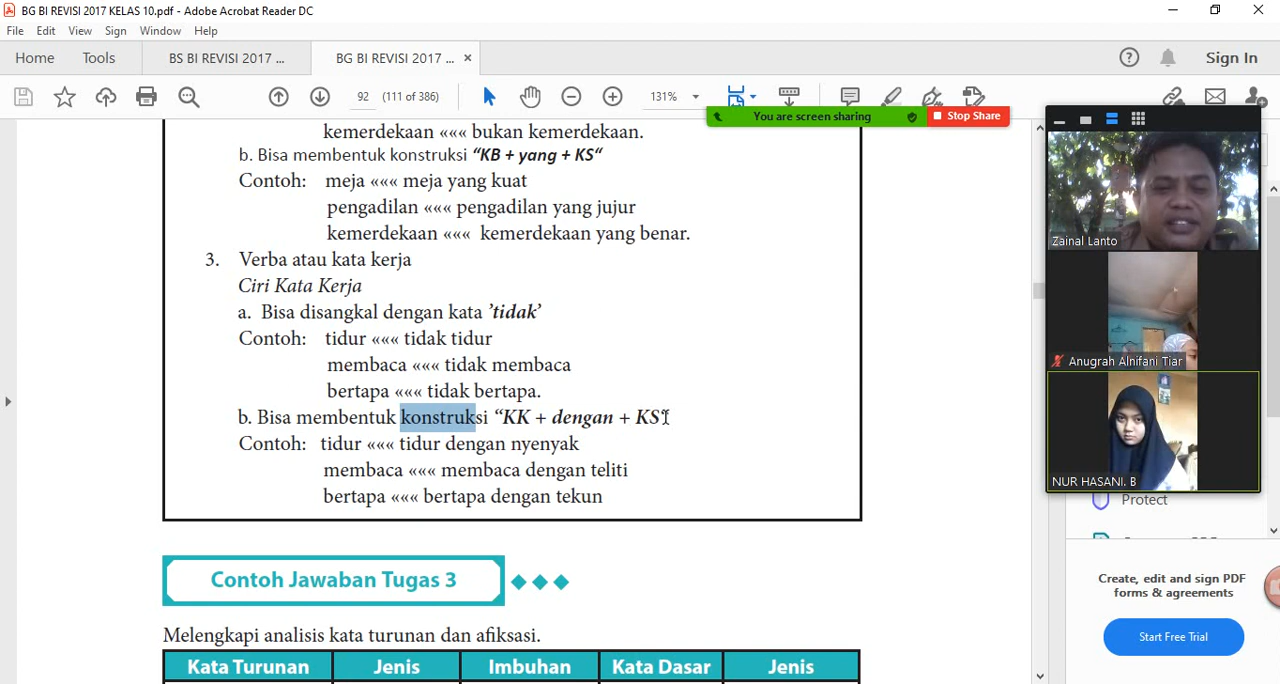 BG BI REVISI 2017 KELAS 10.pdf - Adobe Acrobat Reader DC
File Edit View Sign Window Help
Home Tools BS BI REVISI 2017 ... BG BI REVISI 2017 ... × Sign In
92 (111 of 386) 131%
You are screen sharing Stop Share
kemerdekaan ««« bukan kemerdekaan.
b. Bisa membentuk konstruksi “KB + yang + KS“
Contoh: meja ««« meja yang kuat
pengadilan ««« pengadilan yang jujur
kemerdekaan ««« kemerdekaan yang benar.
3. Verba atau kata kerja
Ciri Kata Kerja
a. Bisa disangkal dengan kata ’tidak’
Contoh: tidur ««« tidak tidur
membaca ««« tidak membaca
bertapa ««« tidak bertapa.
b. Bisa membentuk konstruksi “KK + dengan + KS“
Contoh: tidur ««« tidur dengan nyenyak
membaca ««« membaca dengan teliti
bertapa ««« bertapa dengan tekun
Contoh Jawaban Tugas 3
Melengkapi analisis kata turunan dan afiksasi.
Kata Turunan Jenis Imbuhan Kata Dasar Jenis
Zainal Lanto
Anugrah Alnifani Tiar
NUR HASANI. B
Protect
Create, edit and sign PDF
forms & agreements
Start Free Trial